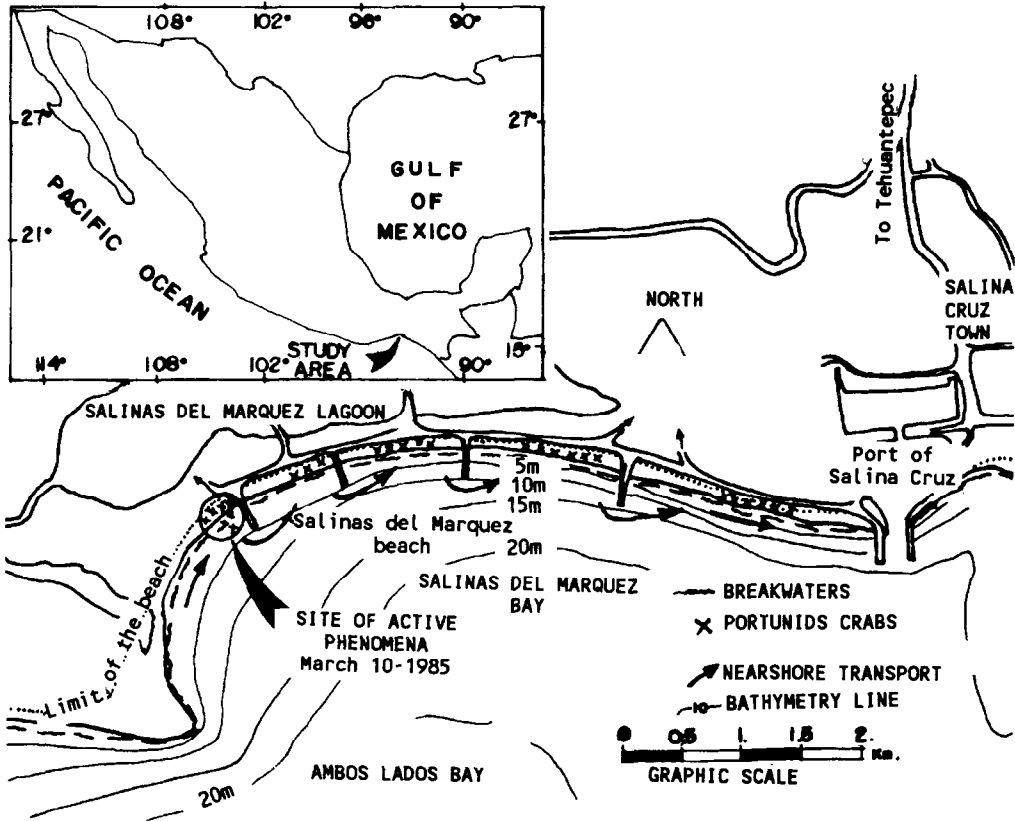 108° 102° 96° 90°
27° 27°
GULF
OF
MEXICO
PACIFIC OCEAN
21°
15°
STUDY
AREA
114° 108° 102° 90°
To Tehuantepec
NORTH
SALINA
CRUZ
TOWN
SALINAS DEL MARQUEZ LAGOON
Port of
Salina Cruz
5m
10m
15m
20m
Salinas del Marquez
beach
SALINAS DEL MARQUEZ
BAY
Limit of the beach
SITE OF ACTIVE
PHENOMENA
March 10-1985
BREAKWATERS
X PORTUNIDS CRABS
NEARSHORE TRANSPORT
10 BATHYMETRY LINE
0 0.5 1. 1.5 2. Km.
GRAPHIC SCALE
AMBOS LADOS BAY
20m